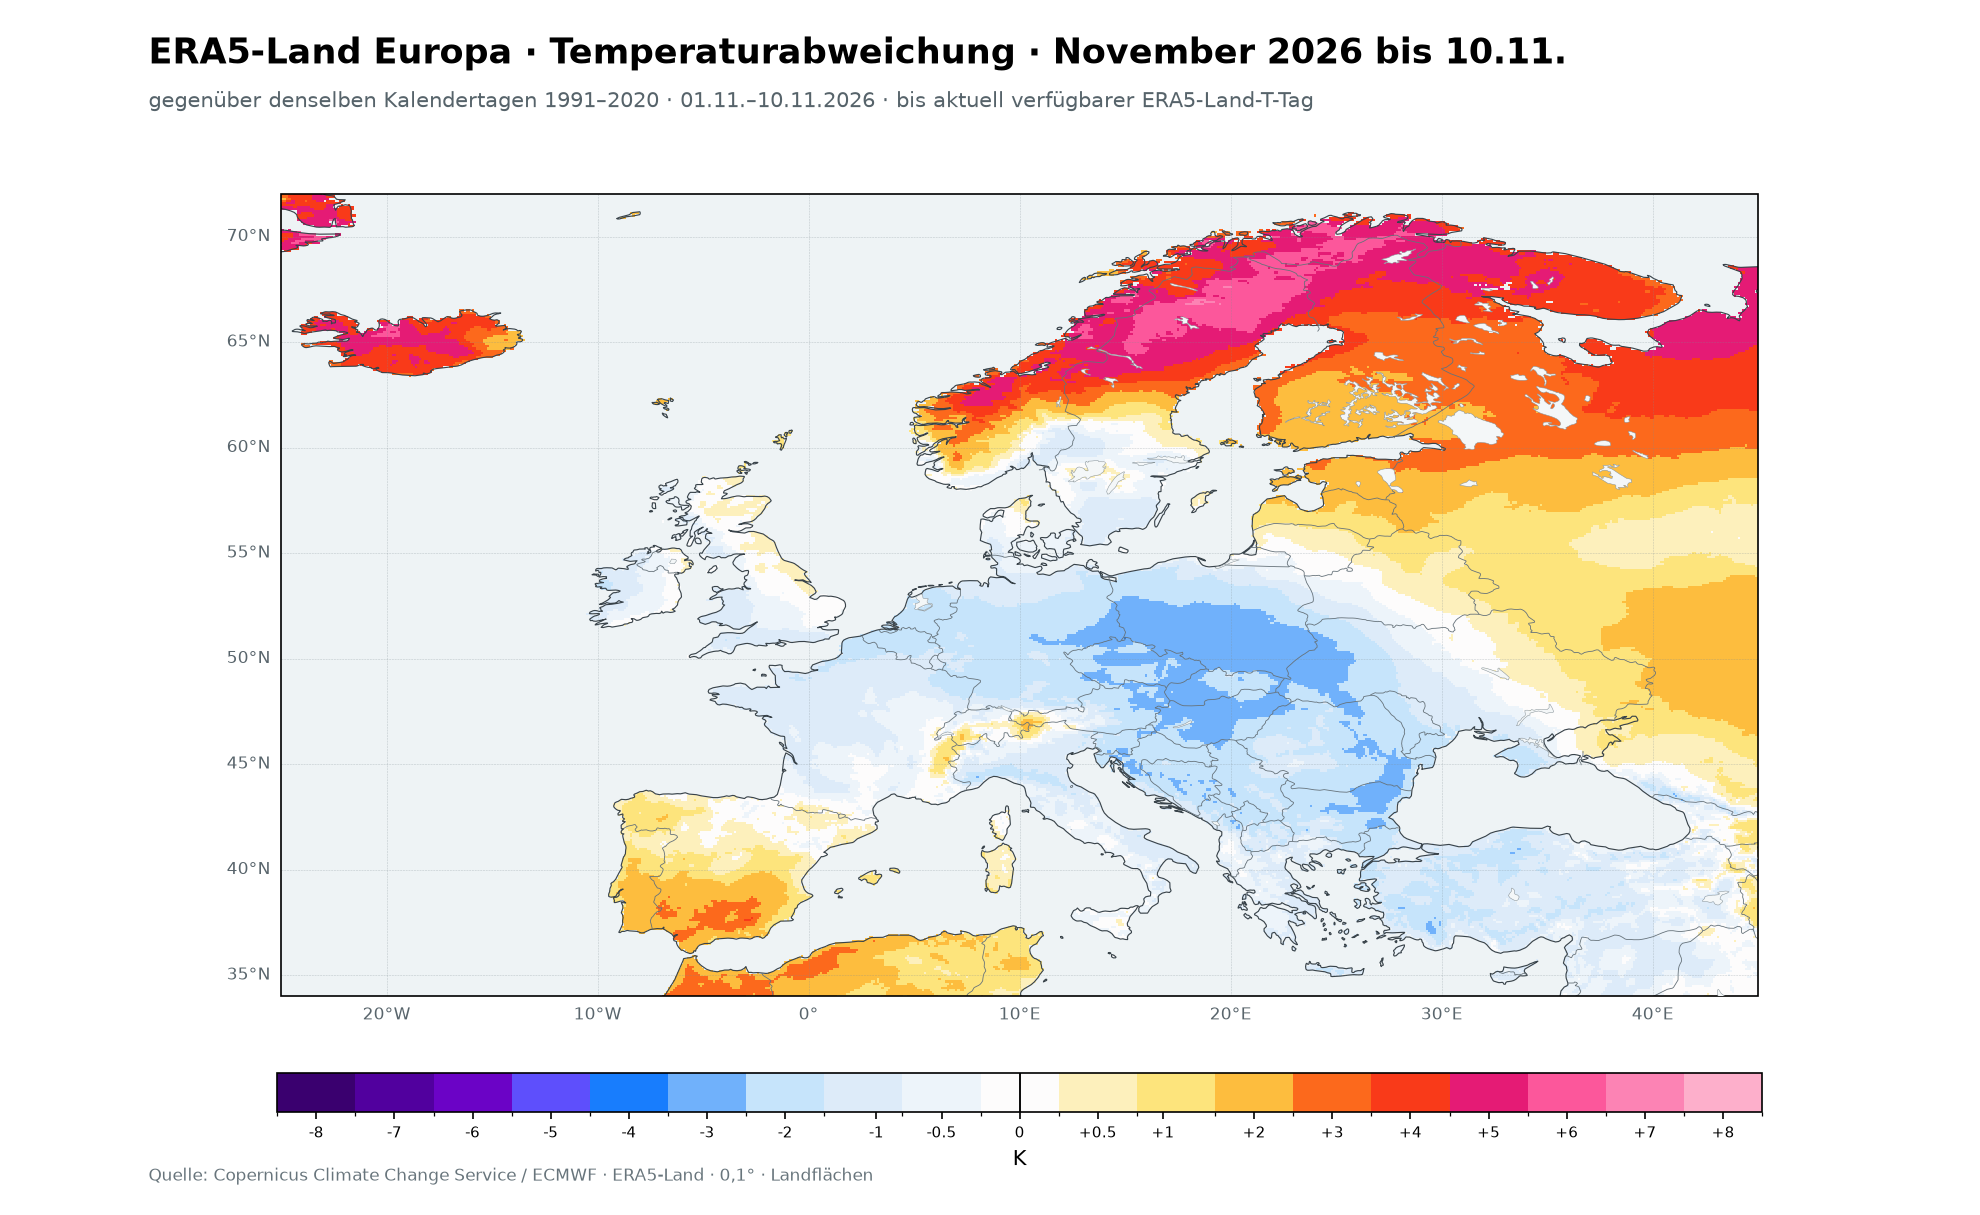 ERA5-Land Europa · Temperaturabweichung · November 2026 bis 10.11.
gegenüber denselben Kalendertagen 1991–2020 · 01.11.–10.11.2026 · bis aktuell verfügbarer ERA5-Land-T-Tag
70°N
65°N
60°N
55°N
50°N
45°N
40°N
35°N
20°W 10°W 0° 10°E 20°E 30°E 40°E
-8 -7 -6 -5 -4 -3 -2 -1 -0.5 0 +0.5 +1 +2 +3 +4 +5 +6 +7 +8
K
Quelle: Copernicus Climate Change Service / ECMWF · ERA5-Land · 0,1° · Landflächen